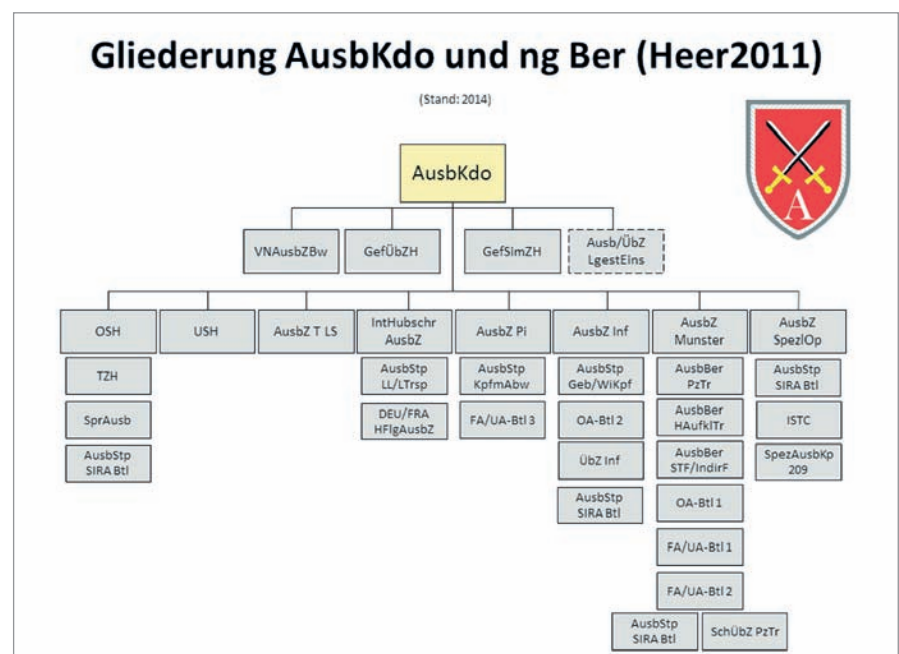 Gliederung AusbKdo und ng Ber (Heer2011)
(Stand: 2014)
A
AusbKdo
VNAusbZBw
GefÜbZH
GefSimZH
Ausb/ÜbZ
LgestEins
OSH
USH
AusbZ T LS
IntHubschr
AusbZ
AusbZ Pi
AusbZ Inf
AusbZ
Munster
AusbZ
SpezlOp
TZH
SprAusb
AusbStp
SIRA Btl
AusbStp
LL/LTrsp
DEU/FRA
HFlgAusbZ
AusbStp
KpfmAbw
FA/UA-Btl 3
AusbStp
Geb/WiKpf
OA-Btl 2
ÜbZ Inf
AusbStp
SIRA Btl
AusbBer
PzTr
AusbBer
HAufklTr
AusbBer
STF/IndirF
OA-Btl 1
FA/UA-Btl 1
FA/UA-Btl 2
AusbStp
SIRA Btl
SchÜbZ PzTr
AusbStp
SIRA Btl
ISTC
SpezAusbKp
209